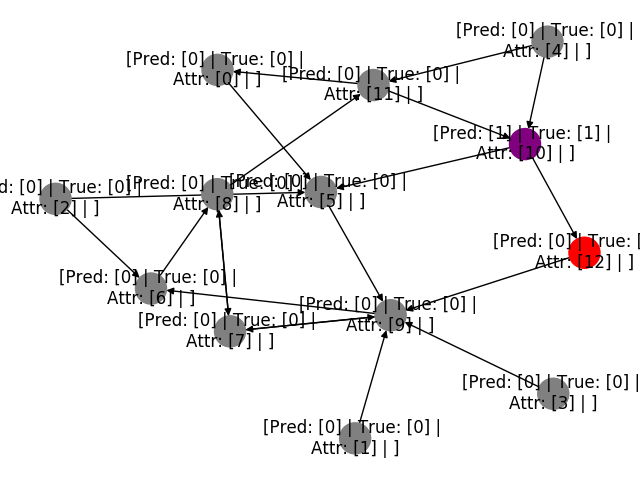 [Pred: [0] | True: [0] |
Attr: [4] | ]
[Pred: [0] | True: [0] |
Attr: [0] | ]
[Pred: [0] | True: [0] |
Attr: [11] | ]
[Pred: [1] | True: [1] |
Attr: [10] | ]
d: [0] | True: [0] |
Attr: [2] | ]
[Pred: [0] | True: [0] |
Attr: [8] | ]
[Pred: [0] | True: [0] |
Attr: [5] | ]
[Pred: [0] | True: [
Attr: [12] | ]
[Pred: [0] | True: [0] |
Attr: [6] | ]
[Pred: [0] | True: [0] |
Attr: [9] | ]
[Pred: [0] | True: [0] |
Attr: [7] | ]
[Pred: [0] | True: [0] |
Attr: [3] | ]
[Pred: [0] | True: [0] |
Attr: [1] | ]